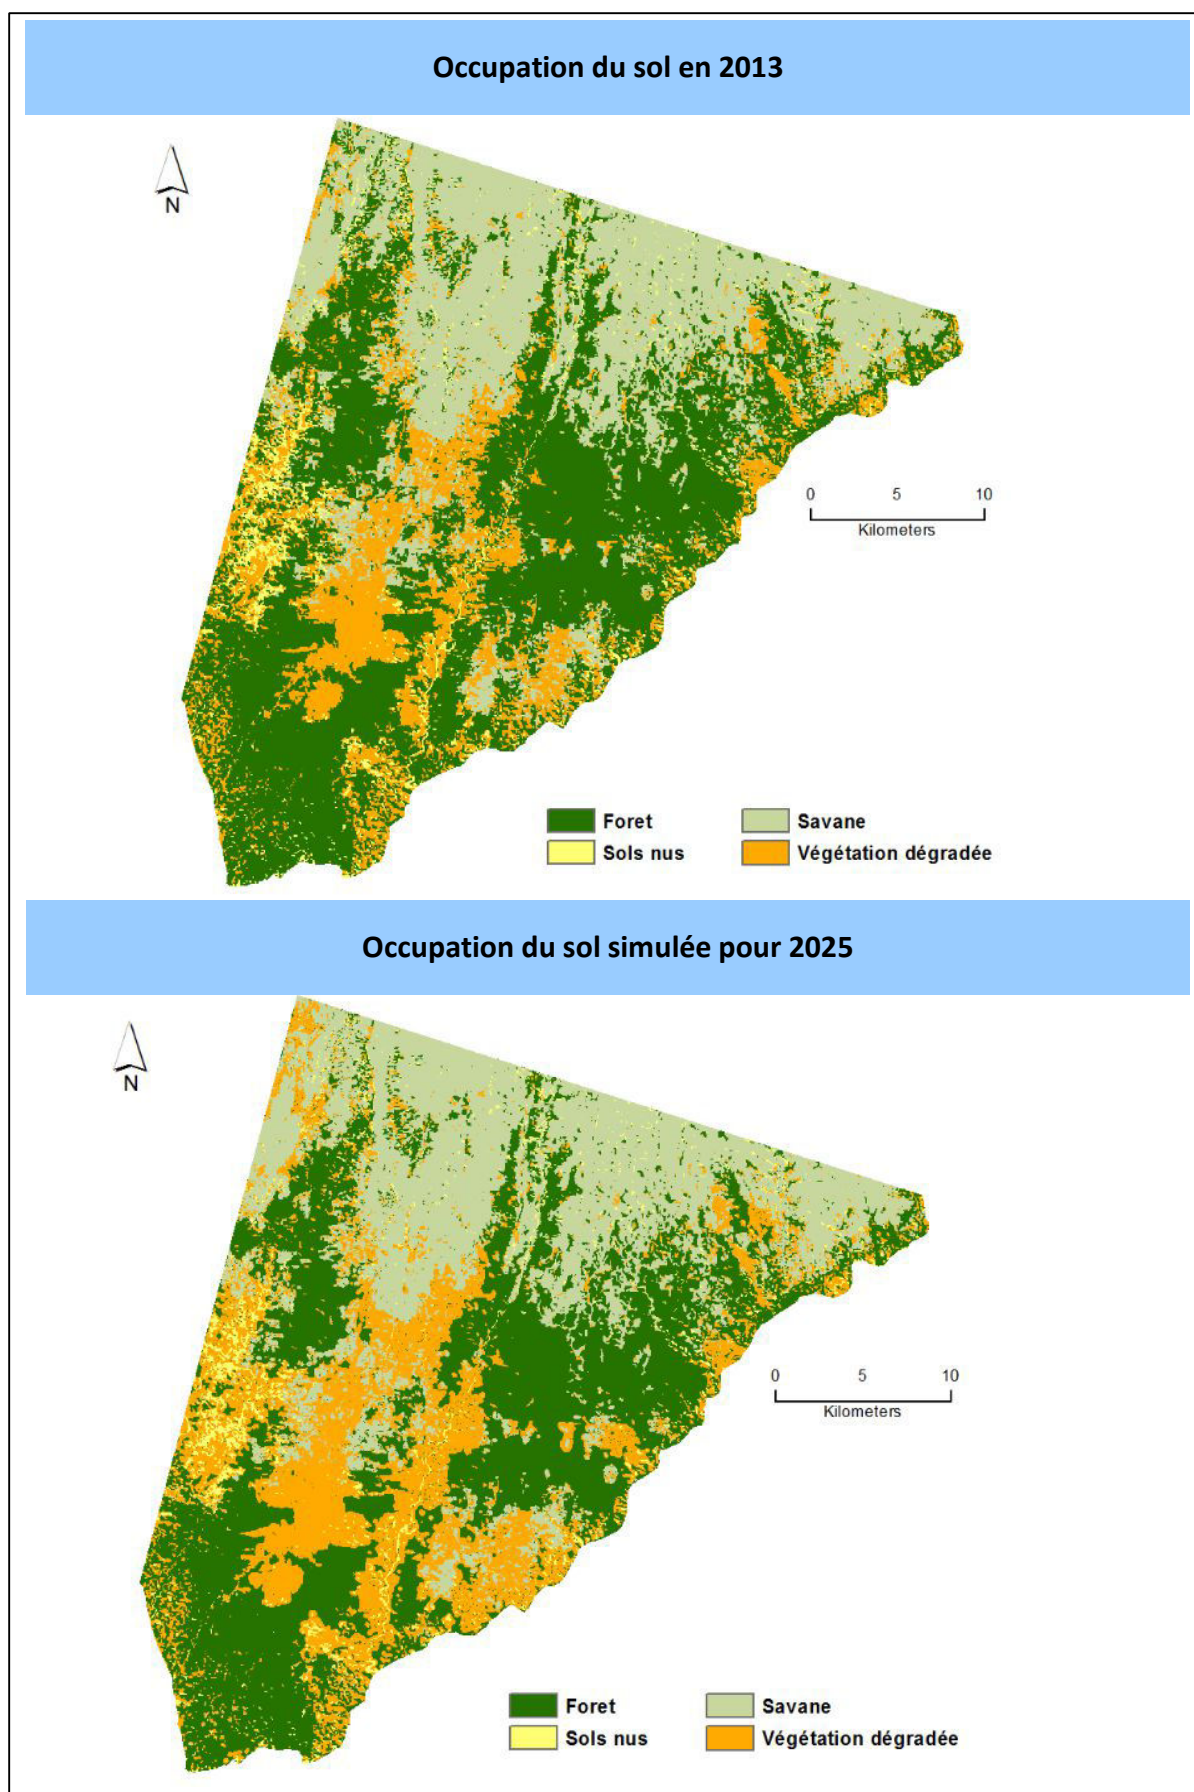 Occupation du sol en 2013
N
0 5 10
Kilometers
Foret Savane
Sols nus Végétation dégradée
Occupation du sol simulée pour 2025
N
0 5 10
Kilometers
Foret Savane
Sols nus Végétation dégradée